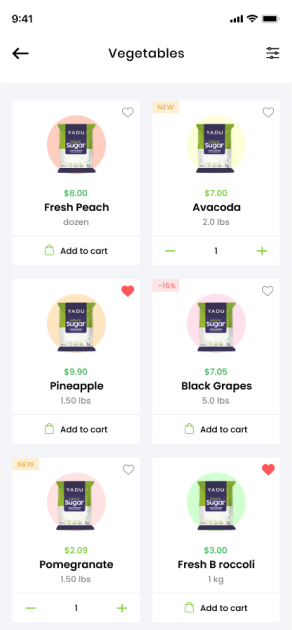 9:41
Vegetables
YADU
Sugar
$8.00
Fresh Peach
dozen
Add to cart
NEW
YADU
Sugar
$7.00
Avacoda
2.0 lbs
1
YADU
Sugar
$9.90
Pineapple
1.50 lbs
Add to cart
-16%
YADU
Sugar
$7.05
Black Grapes
5.0 lbs
Add to cart
NEW
YADU
Sugar
$2.09
Pomegranate
1.50 lbs
1
YADU
Sugar
$3.00
Fresh B roccoli
1 kg
Add to cart